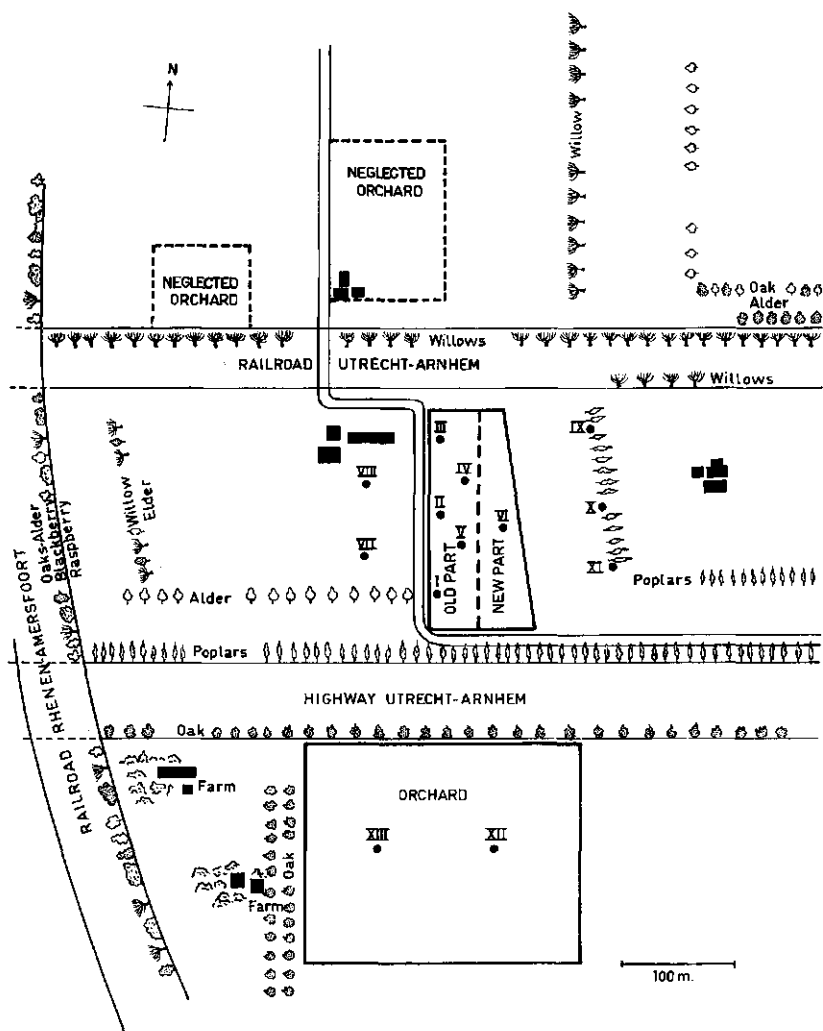 N
Willow
NEGLECTED
ORCHARD
NEGLECTED
ORCHARD
Oak
Alder
Willows
RAILROAD UTRECHT-ARNHEM
Willows
III
IX
IV
VIII
II
X
VI
V
VII
XI
I
OLD PART
NEW PART
Willow
Elder
Oaks-Alder
Blackberry
Raspberry
Alder
Poplars
Poplars
RAILROAD RHENEN-AMERSFOORT
HIGHWAY UTRECHT-ARNHEM
Oak
Farm
ORCHARD
XIII
XII
Oak
Farm
100 m.